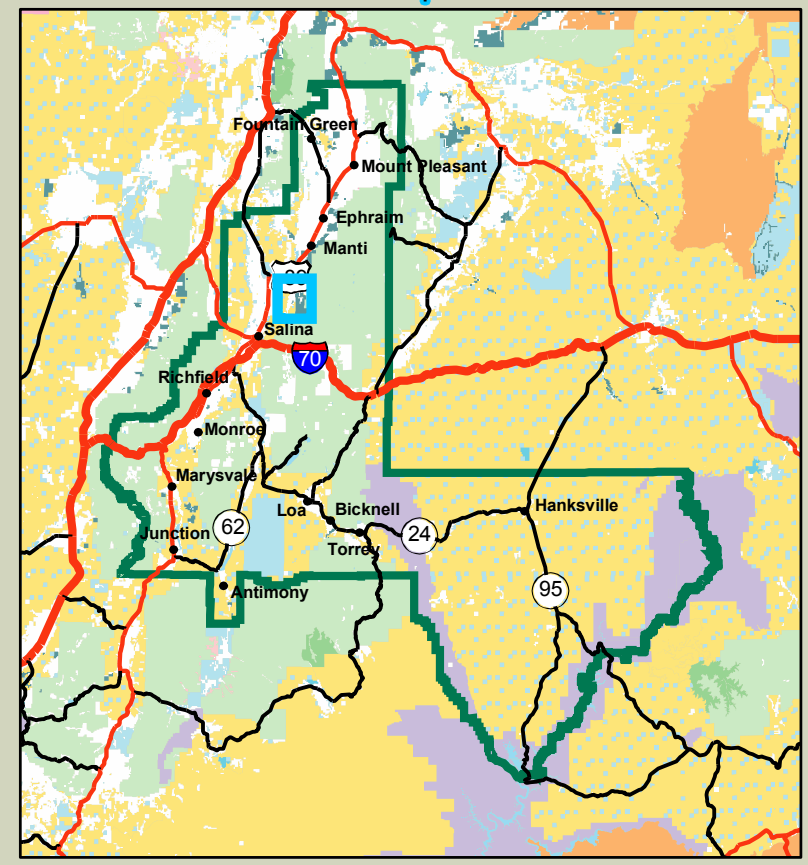 Fountain Green
Mount Pleasant
Ephraim
Manti
Salina
70
Richfield
Monroe
Marysvale
Loa
Bicknell
Hanksville
62
24
Junction
Torrey
Antimony
95